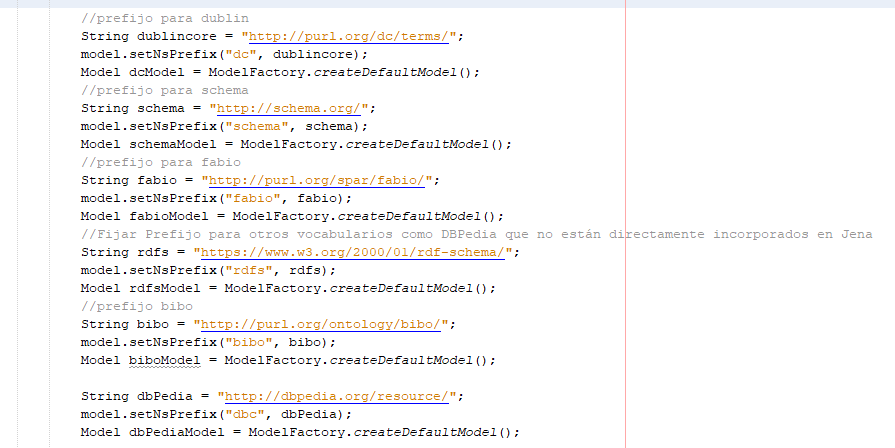 //prefijo para dublin
String dublincore = "http://purl.org/dc/terms/";
model.setNsPrefix("dc", dublincore);
Model dcModel = ModelFactory.createDefaultModel();
//prefijo para schema
String schema = "http://schema.org/";
model.setNsPrefix("schema", schema);
Model schemaModel = ModelFactory.createDefaultModel();
//prefijo para fabio
String fabio = "http://purl.org/spar/fabio/";
model.setNsPrefix("fabio", fabio);
Model fabioModel = ModelFactory.createDefaultModel();
//Fijar Prefijo para otros vocabularios como DBPedia que no están directamente incorporados en Jena
String rdfs = "https://www.w3.org/2000/01/rdf-schema/";
model.setNsPrefix("rdfs", rdfs);
Model rdfsModel = ModelFactory.createDefaultModel();
//prefijo bibo
String bibo = "http://purl.org/ontology/bibo/";
model.setNsPrefix("bibo", bibo);
Model biboModel = ModelFactory.createDefaultModel();
String dbPedia = "http://dbpedia.org/resource/";
model.setNsPrefix("dbc", dbPedia);
Model dbPediaModel = ModelFactory.createDefaultModel();